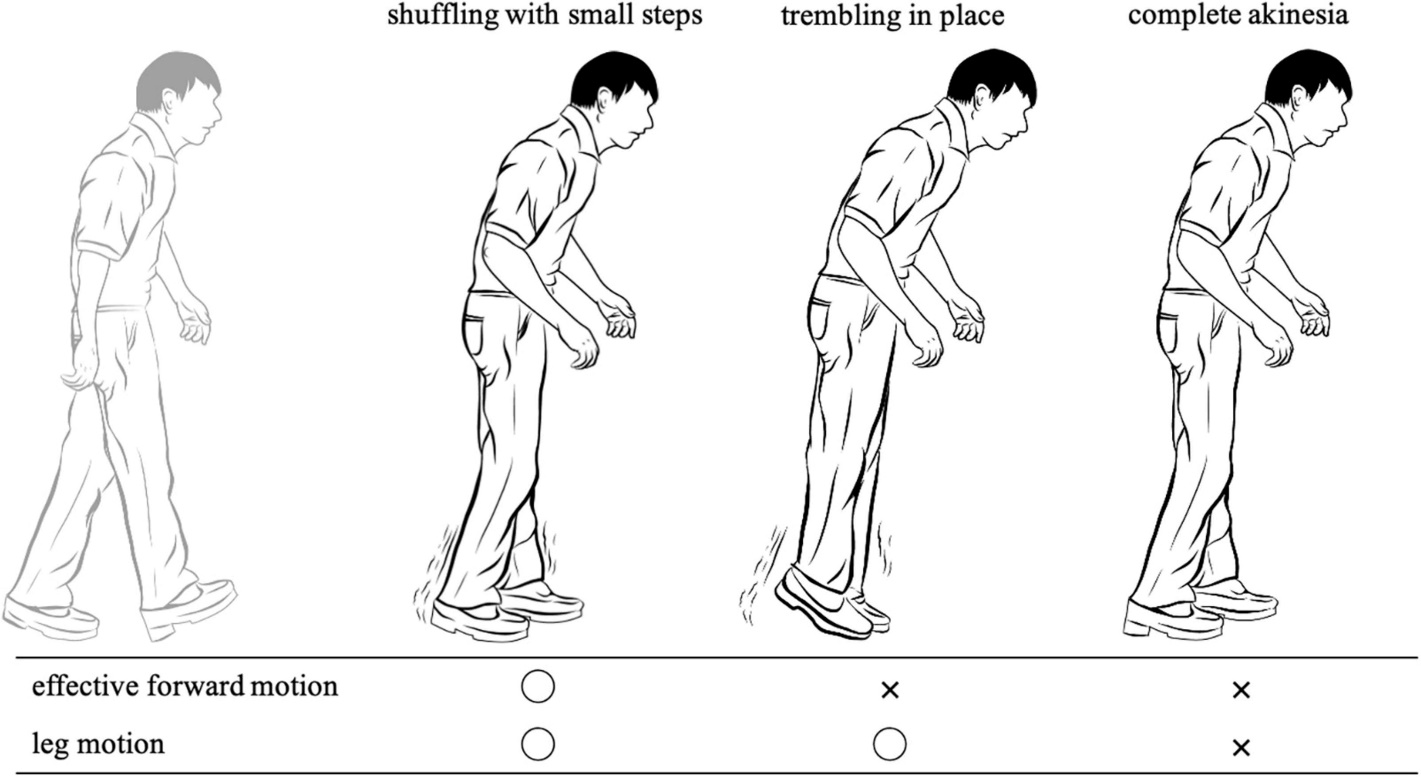 shuffling with small steps trembling in place complete akinesia
effective forward motion ○ × ×
leg motion ○ ○ ×